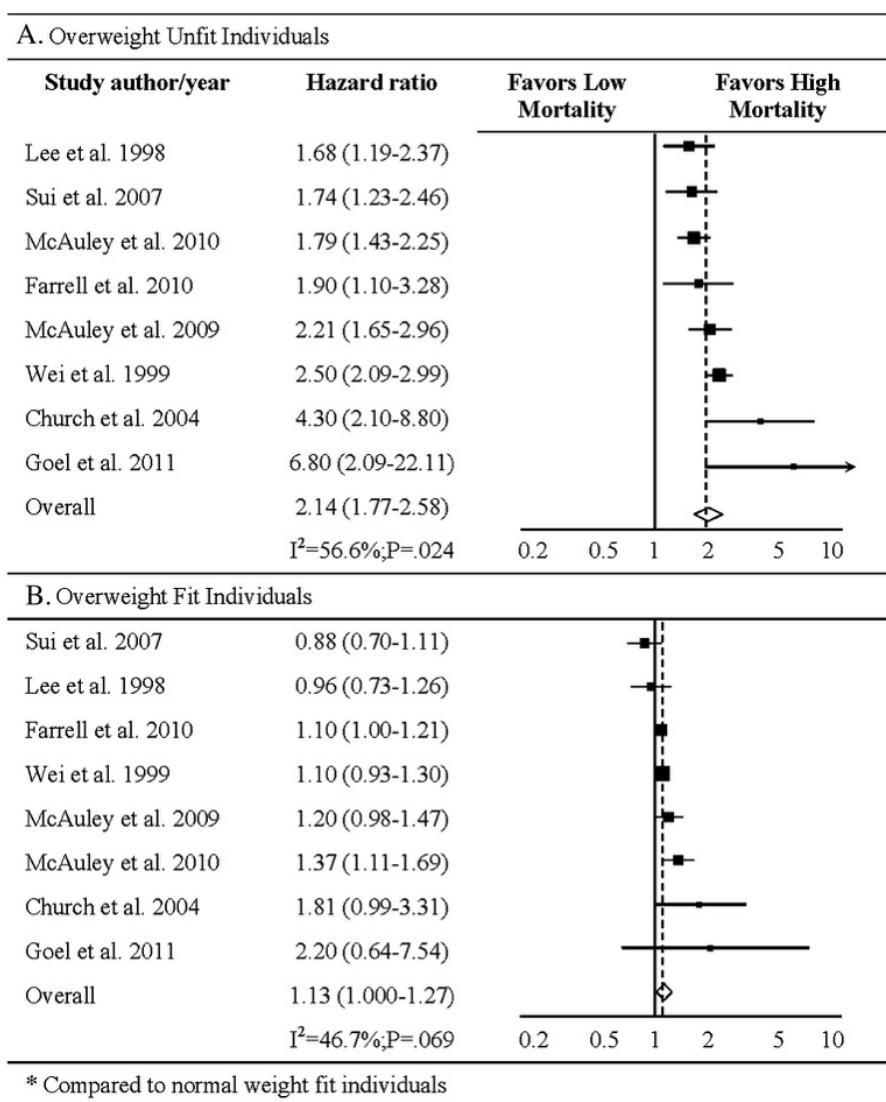 A. Overweight Unfit Individuals
Study author/year Hazard ratio Favors Low Mortality Favors High Mortality
Lee et al. 1998 1.68 (1.19-2.37)
Sui et al. 2007 1.74 (1.23-2.46)
McAuley et al. 2010 1.79 (1.43-2.25)
Farrell et al. 2010 1.90 (1.10-3.28)
McAuley et al. 2009 2.21 (1.65-2.96)
Wei et al. 1999 2.50 (2.09-2.99)
Church et al. 2004 4.30 (2.10-8.80)
Goel et al. 2011 6.80 (2.09-22.11)
Overall 2.14 (1.77-2.58)
I²=56.6%;P=.024 0.2 0.5 1 2 5 10
B. Overweight Fit Individuals
Sui et al. 2007 0.88 (0.70-1.11)
Lee et al. 1998 0.96 (0.73-1.26)
Farrell et al. 2010 1.10 (1.00-1.21)
Wei et al. 1999 1.10 (0.93-1.30)
McAuley et al. 2009 1.20 (0.98-1.47)
McAuley et al. 2010 1.37 (1.11-1.69)
Church et al. 2004 1.81 (0.99-3.31)
Goel et al. 2011 2.20 (0.64-7.54)
Overall 1.13 (1.000-1.27)
I²=46.7%;P=.069 0.2 0.5 1 2 5 10
* Compared to normal weight fit individuals